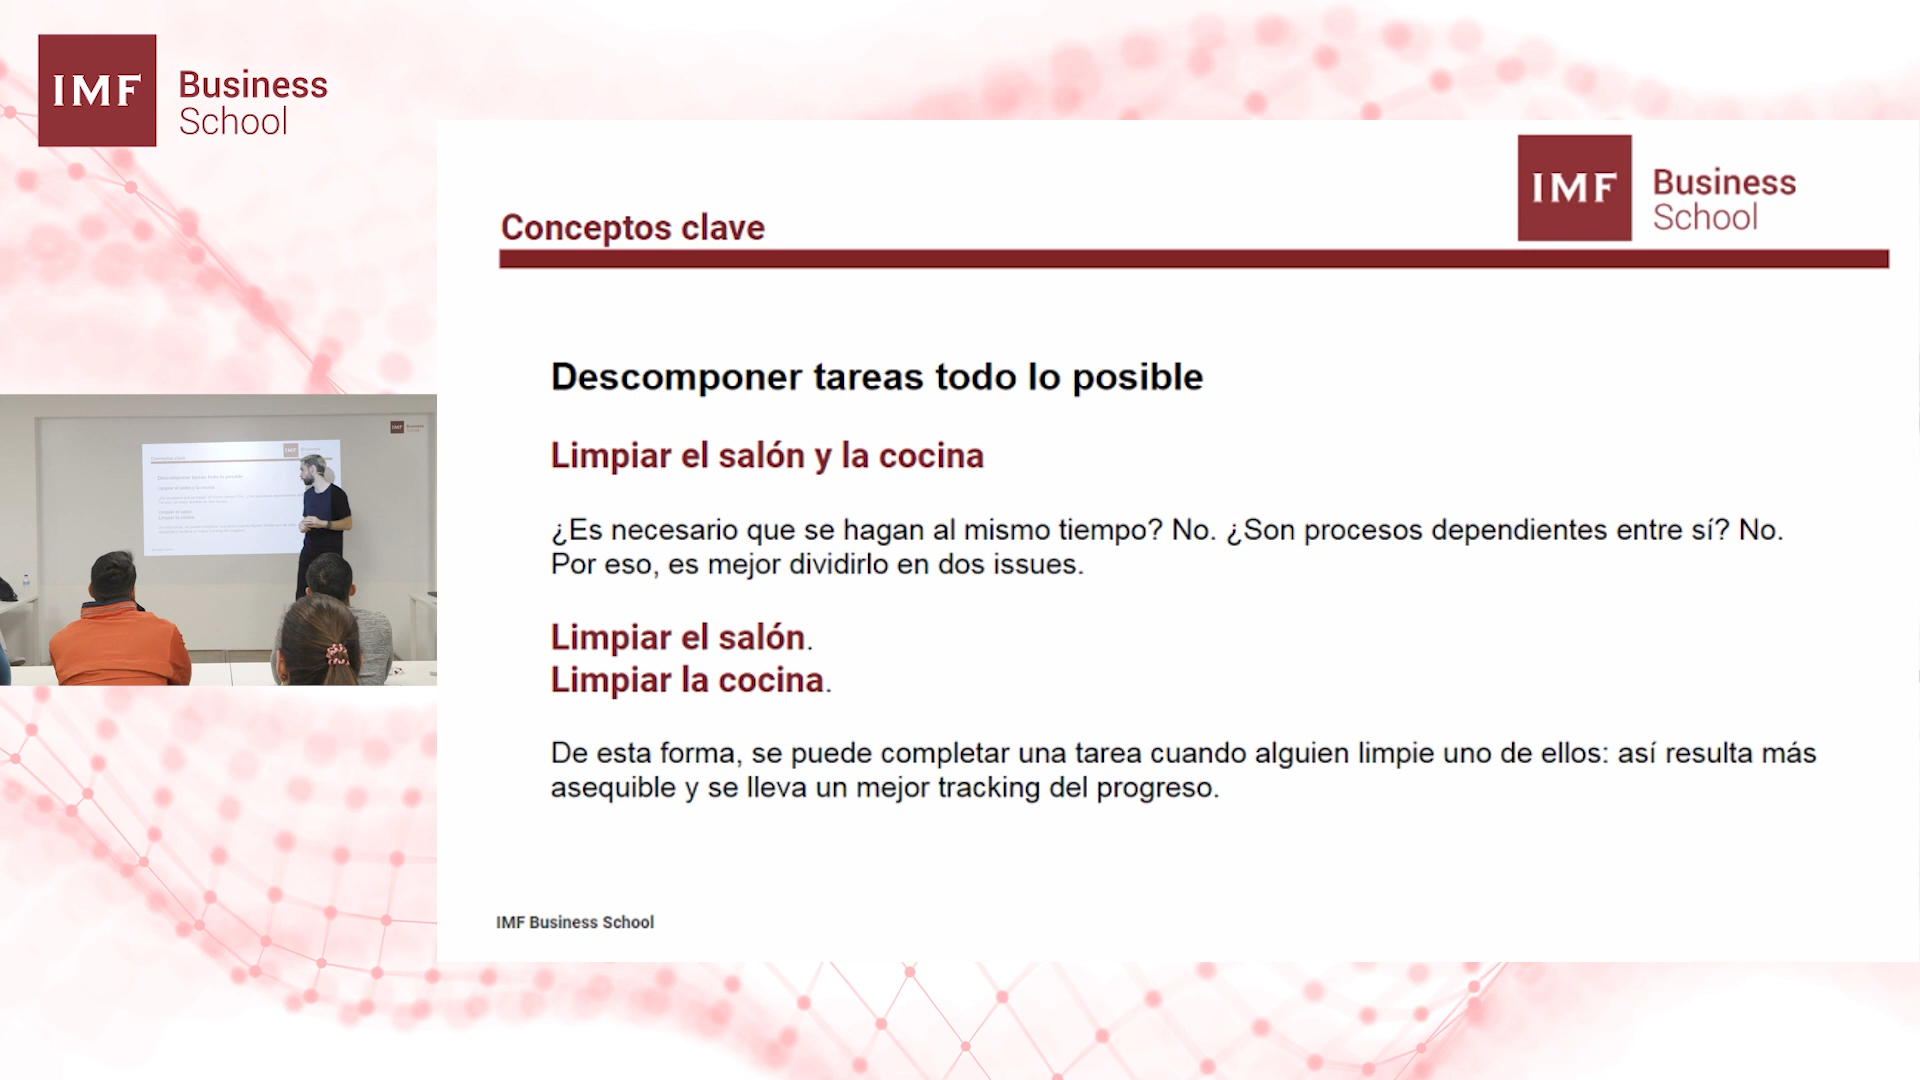 IMF Business
School
IMF Business
School
Conceptos clave
Descomponer tareas todo lo posible
Limpiar el salón y la cocina
¿Es necesario que se hagan al mismo tiempo? No. ¿Son procesos dependientes entre sí? No.
Por eso, es mejor dividirlo en dos issues.
Limpiar el salón.
Limpiar la cocina.
De esta forma, se puede completar una tarea cuando alguien limpie uno de ellos: así resulta más
asequible y se lleva un mejor tracking del progreso.
IMF Business School